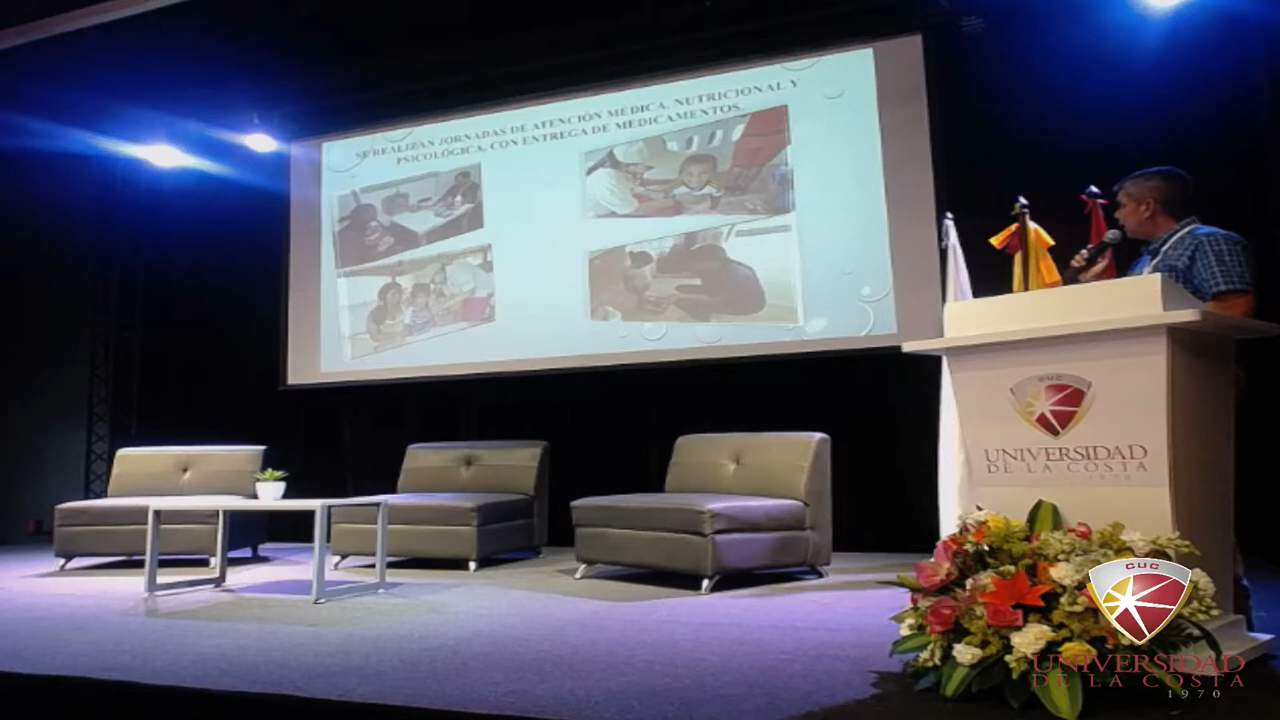 SE REALIZAN JORNADAS DE ATENCIÓN MÉDICA, NUTRICIONAL Y
PSICOLÓGICA, CON ENTREGA DE MEDICAMENTOS.
CUC
UNIVERSIDAD
DE LA COSTA
1970
CUC
UNIVERSIDAD
DE LA COSTA
1970